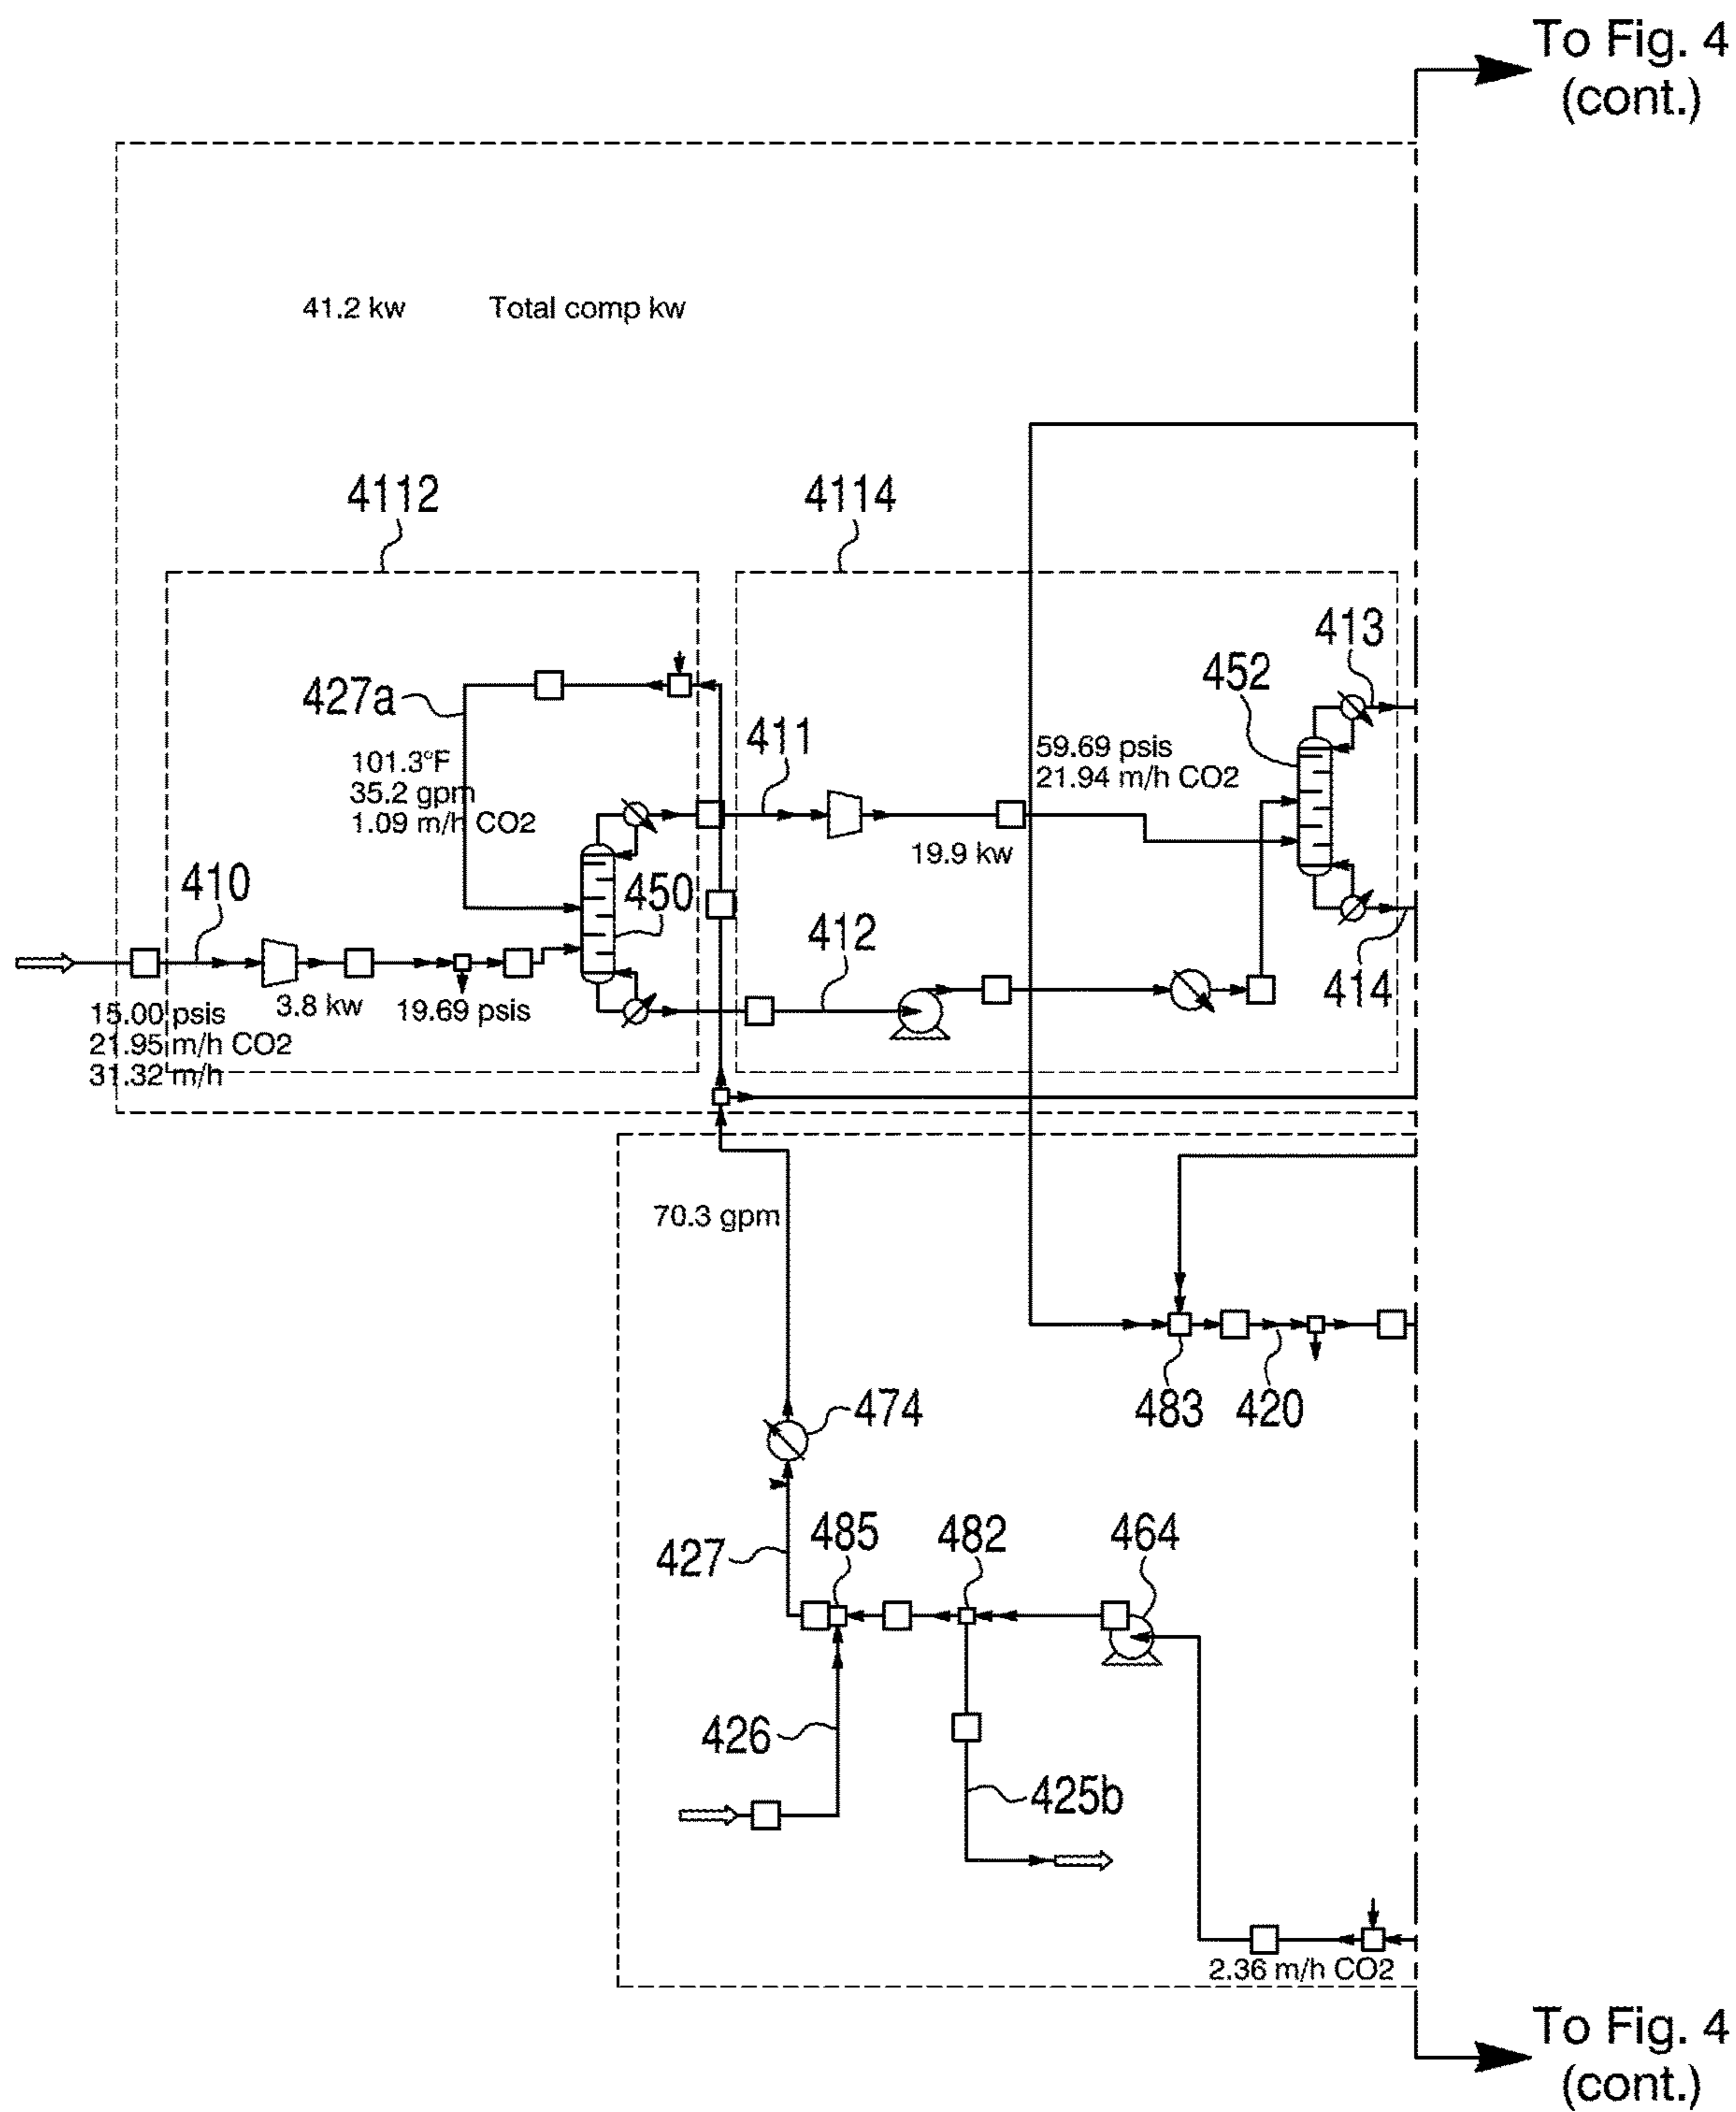 To Fig. 4
(cont.)
41.2 kw Total comp kw
4112
4114
413
452
427a
411
59.69 psis
21.94 m/h CO2
101.3°F
35.2 gpm
1.09 m/h CO2
19.9 kw
410
450
412
414
3.8 kw
19.69 psis
15.00 psis
21.95 m/h CO2
31.32 m/h
70.3 gpm
483
420
474
485
482
464
427
426
425b
2.36 m/h CO2
To Fig. 4
(cont.)